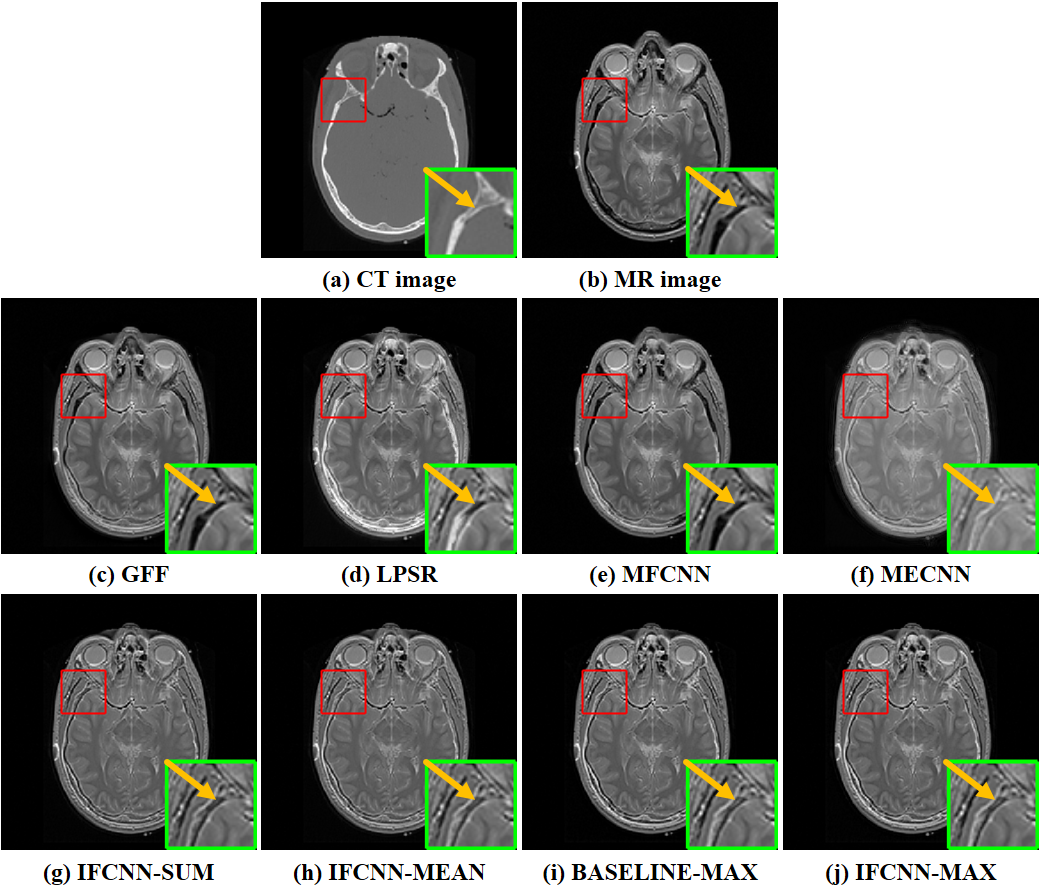 (a) CT image
(b) MR image
(c) GFF
(d) LPSR
(e) MFCNN
(f) MECNN
(g) IFCNN-SUM
(h) IFCNN-MEAN
(i) BASELINE-MAX
(j) IFCNN-MAX